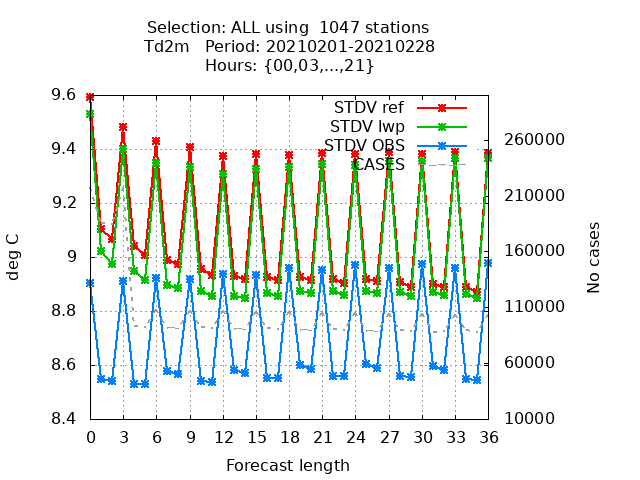 Selection: ALL using  1047 stations
Td2m   Period: 20210201-20210228
Hours: {00,03,...,21}
STDV ref
STDV lwp
STDV OBS
CASES
9.6
9.4
9.2
9
8.8
8.6
8.4
260000
210000
160000
110000
60000
10000
deg C
No cases
0 3 6 9 12 15 18 21 24 27 30 33 36
Forecast length